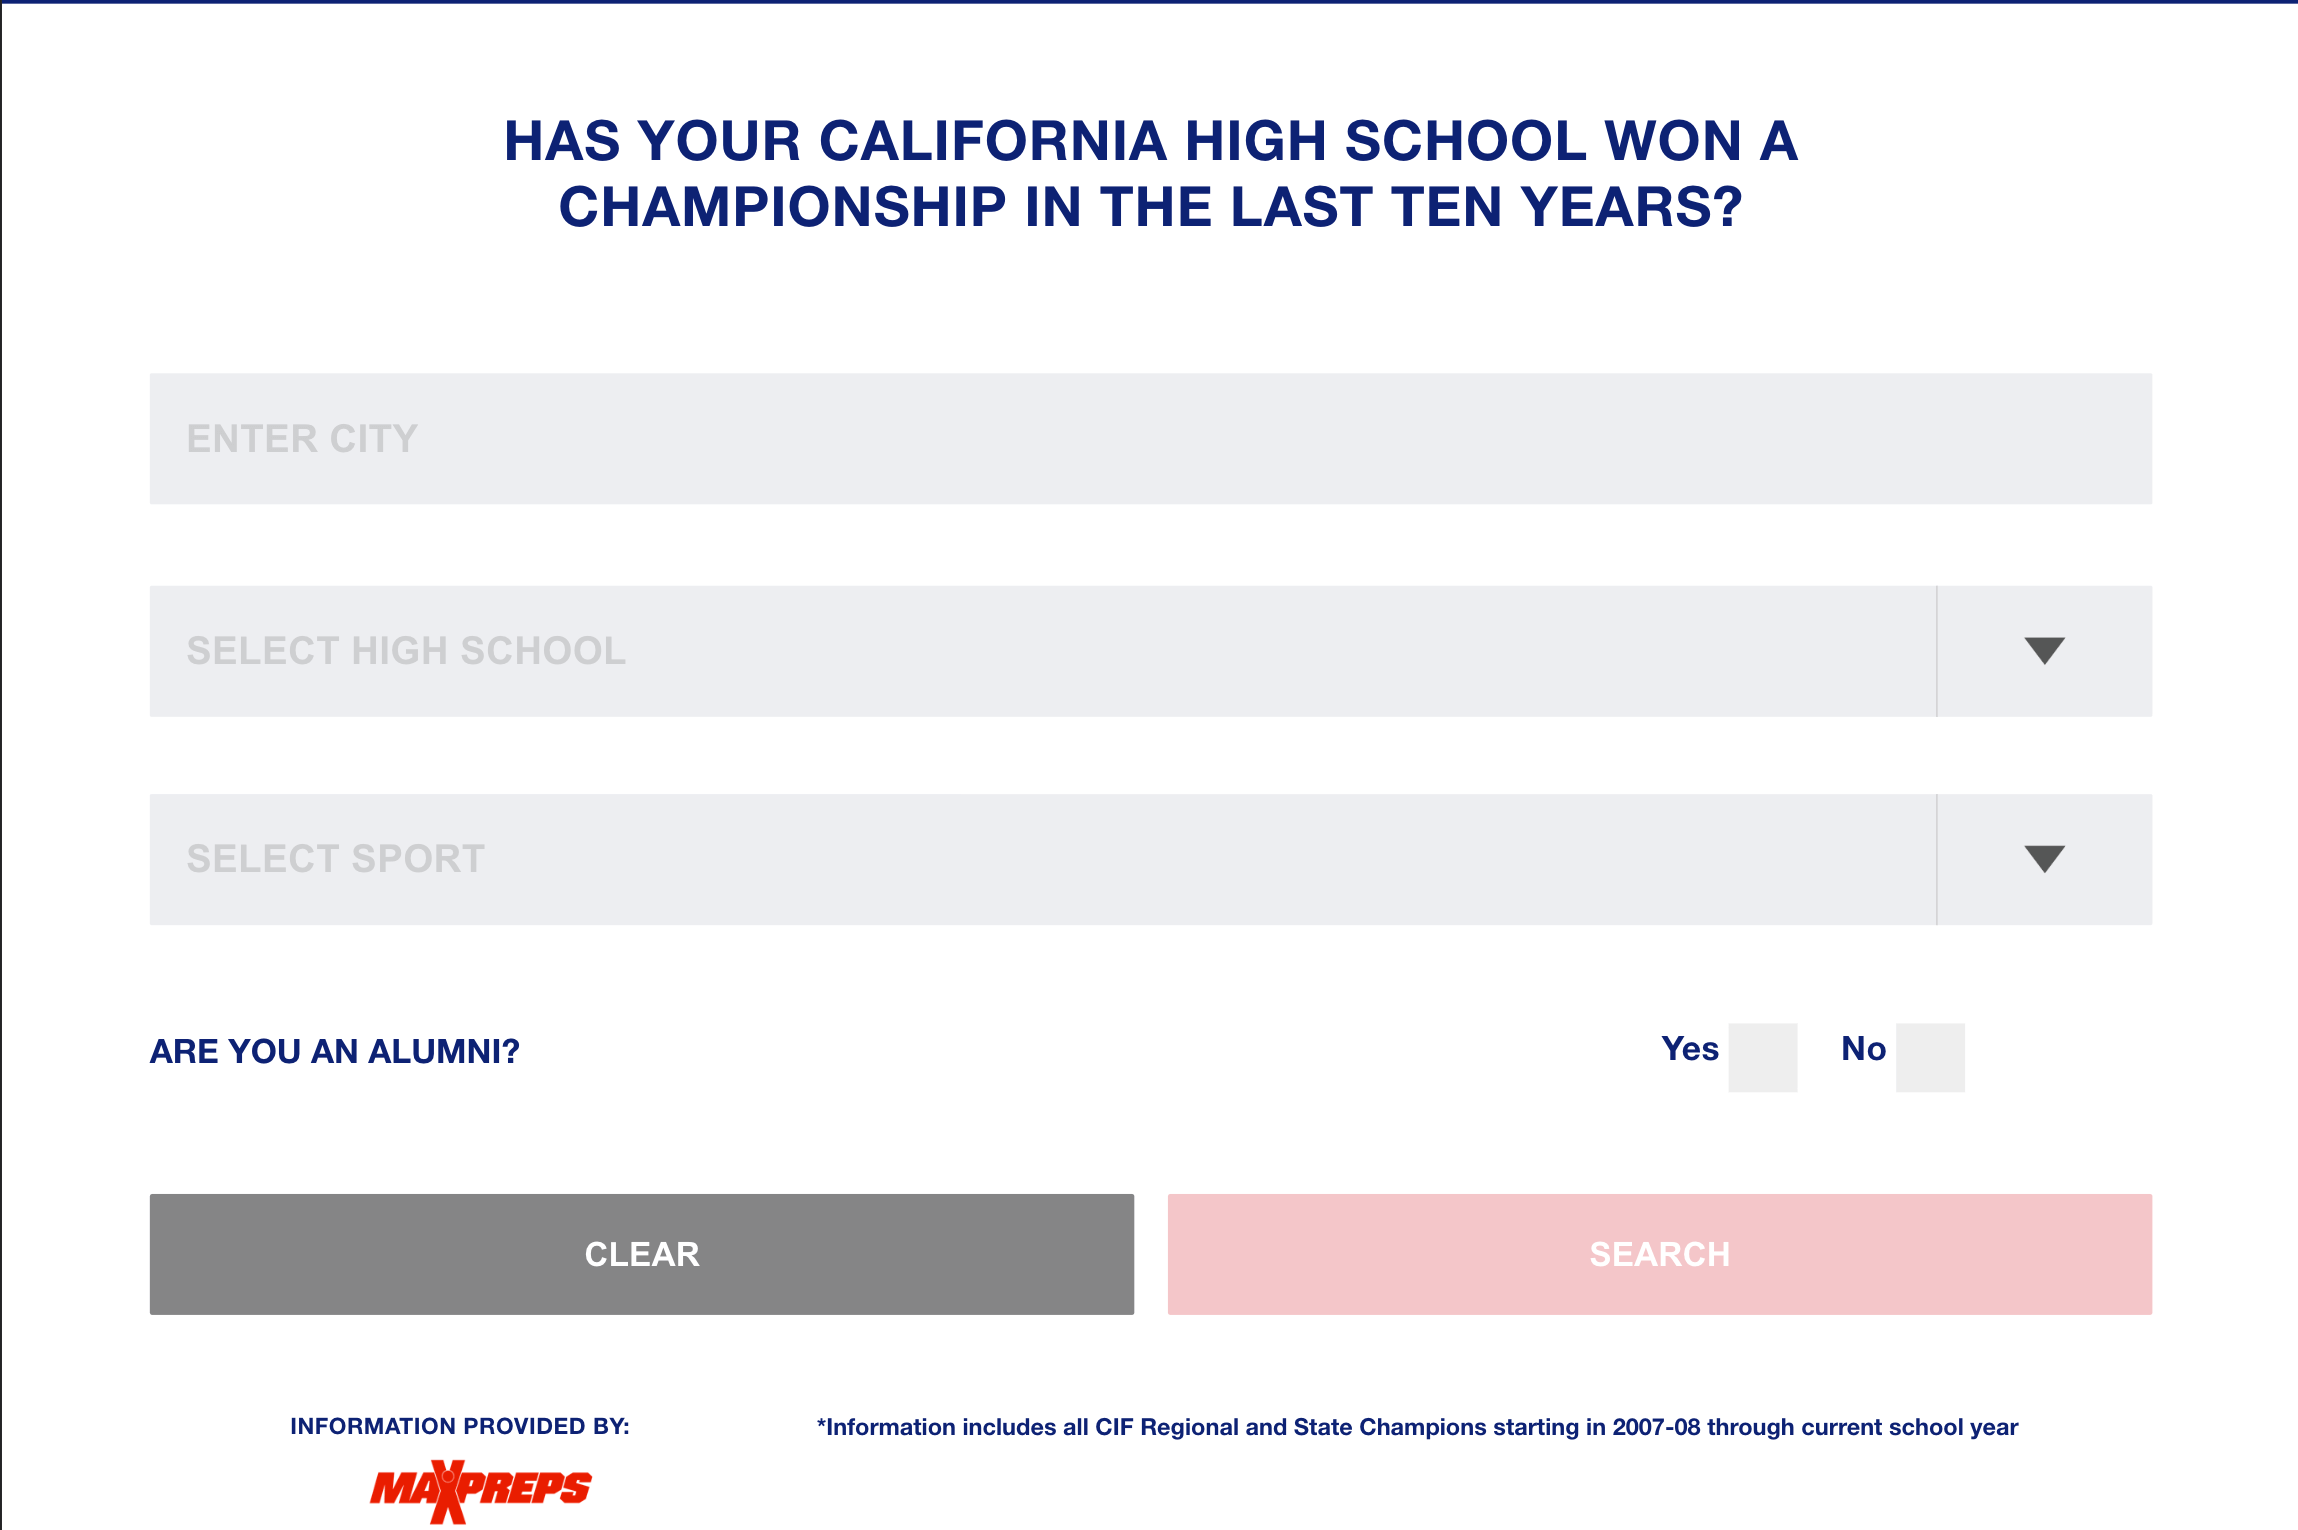 HAS YOUR CALIFORNIA HIGH SCHOOL WON A
CHAMPIONSHIP IN THE LAST TEN YEARS?
ENTER CITY
SELECT HIGH SCHOOL
SELECT SPORT
ARE YOU AN ALUMNI?
Yes
No
CLEAR
SEARCH
INFORMATION PROVIDED BY:
MAXPREPS
*Information includes all CIF Regional and State Champions starting in 2007-08 through current school year